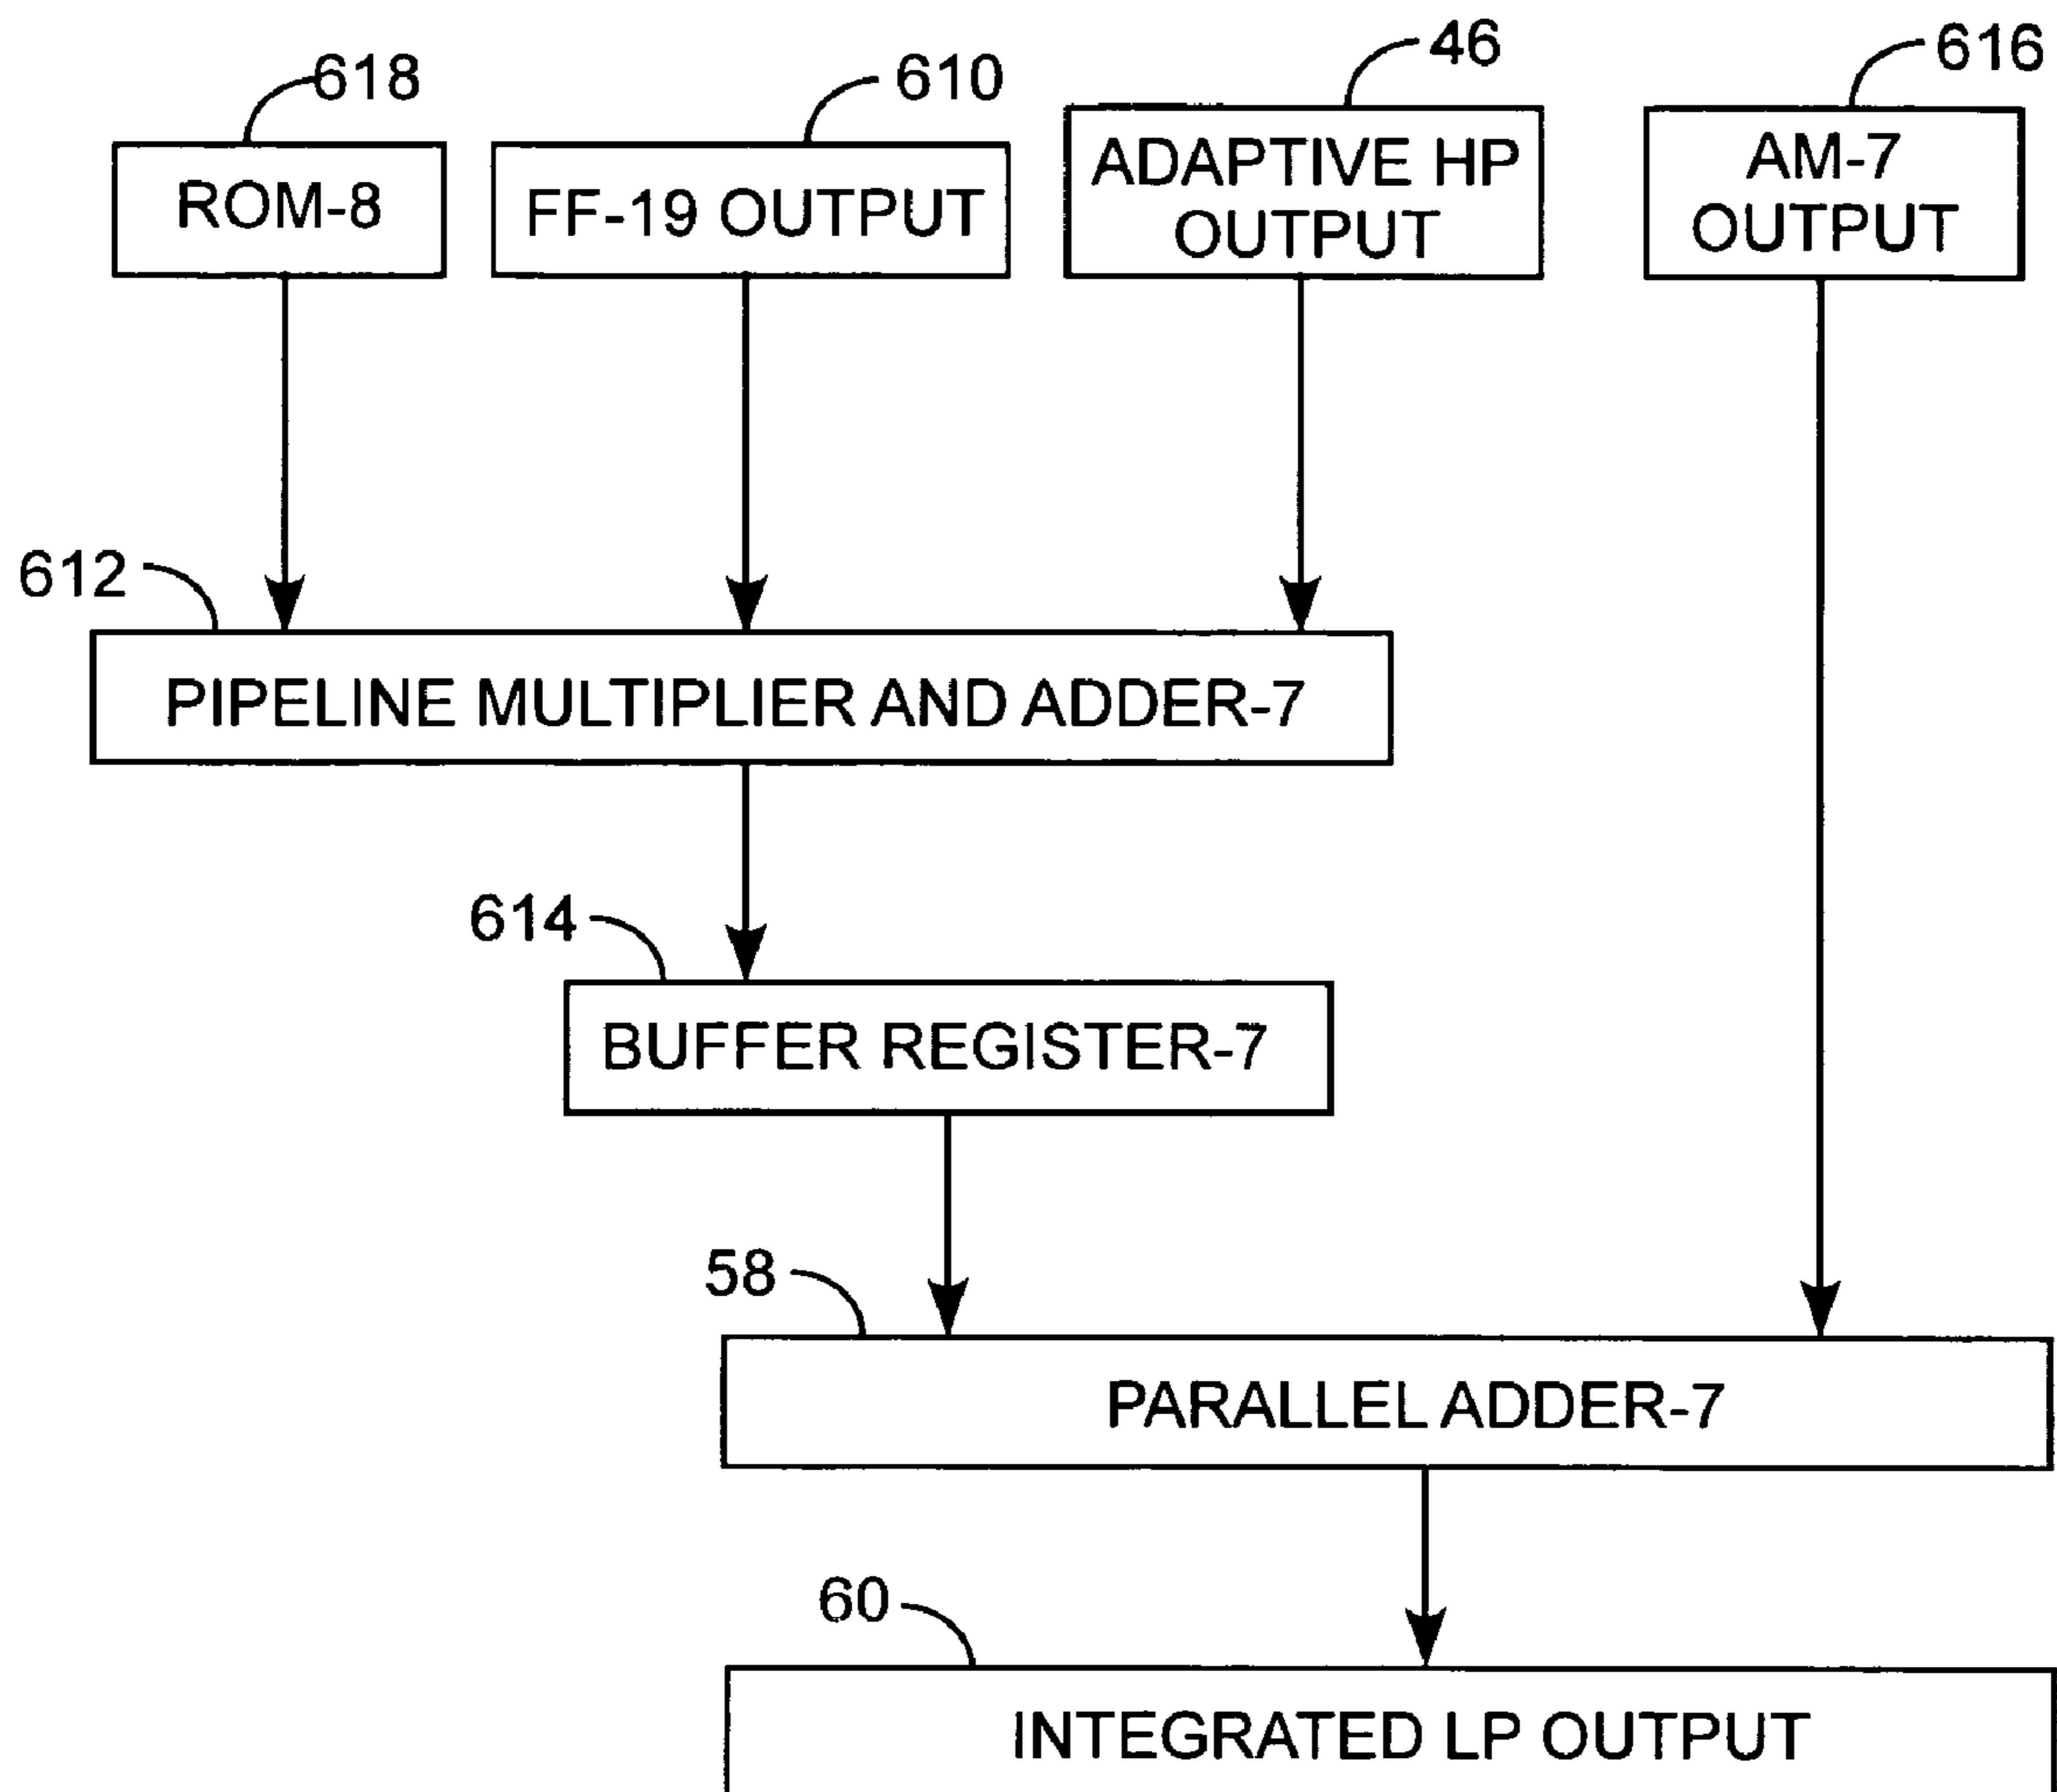 618
610
46
616
ROM-8
FF-19 OUTPUT
ADAPTIVE HP
OUTPUT
AM-7
OUTPUT
612
PIPELINE MULTIPLIER AND ADDER-7
614
BUFFER REGISTER-7
58
PARALLEL ADDER-7
60
INTEGRATED LP OUTPUT